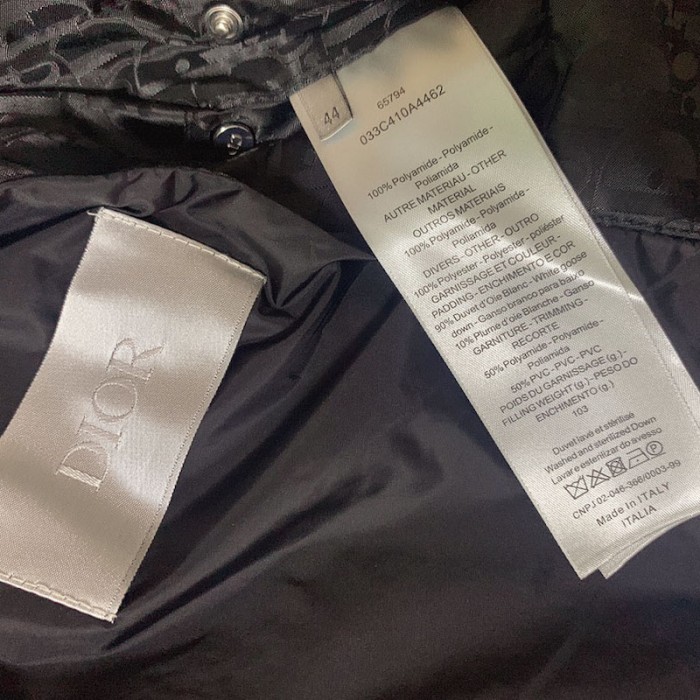 DIOR
44
65794
033C410A4462
100% Polyamide - Polyamide -
Poliamida
AUTRE MATERIAU - OTHER
MATERIAL
OUTROS MATERIAIS
100% Polyamide - Polyamide -
Poliamida
DIVERS - OTHER - OUTRO
100% Polyester - Polyester - poliéster
GARNISSAGE ET COULEUR -
PADDING - ENCHIMENTO E COR
90% Duvet d'Oie Blanc - White goose
down - Ganso branco para baixo
10% Plume d'oie Blanche - Ganso
GARNITURE - TRIMMING -
RECORTE
50% Polyamide - Polyamide -
Poliamida
50% PVC - PVC - PVC
POIDS DU GARNISSAGE (g.) -
FILLING WEIGHT (g.) - PESO DO
ENCHIMENTO (g.)
103
Duvet lavé et stérilisé
Washed and sterilized Down
Lavar e esterilizar do avesso
CNPJ 02-046-366/0003-99
Made in ITALY
ITALIA